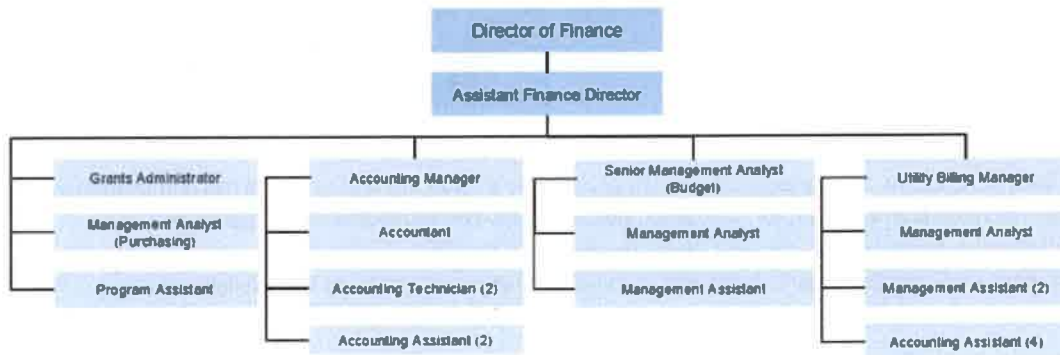 Director of Finance
Assistant Finance Director
Grants Administrator
Management Analyst
(Purchasing)
Program Assistant
Accounting Manager
Accountant
Accounting Technician (2)
Accounting Assistant (2)
Senior Management Analyst
(Budget)
Management Analyst
Management Assistant
Utility Billing Manager
Management Analyst
Management Assistant (2)
Accounting Assistant (4)